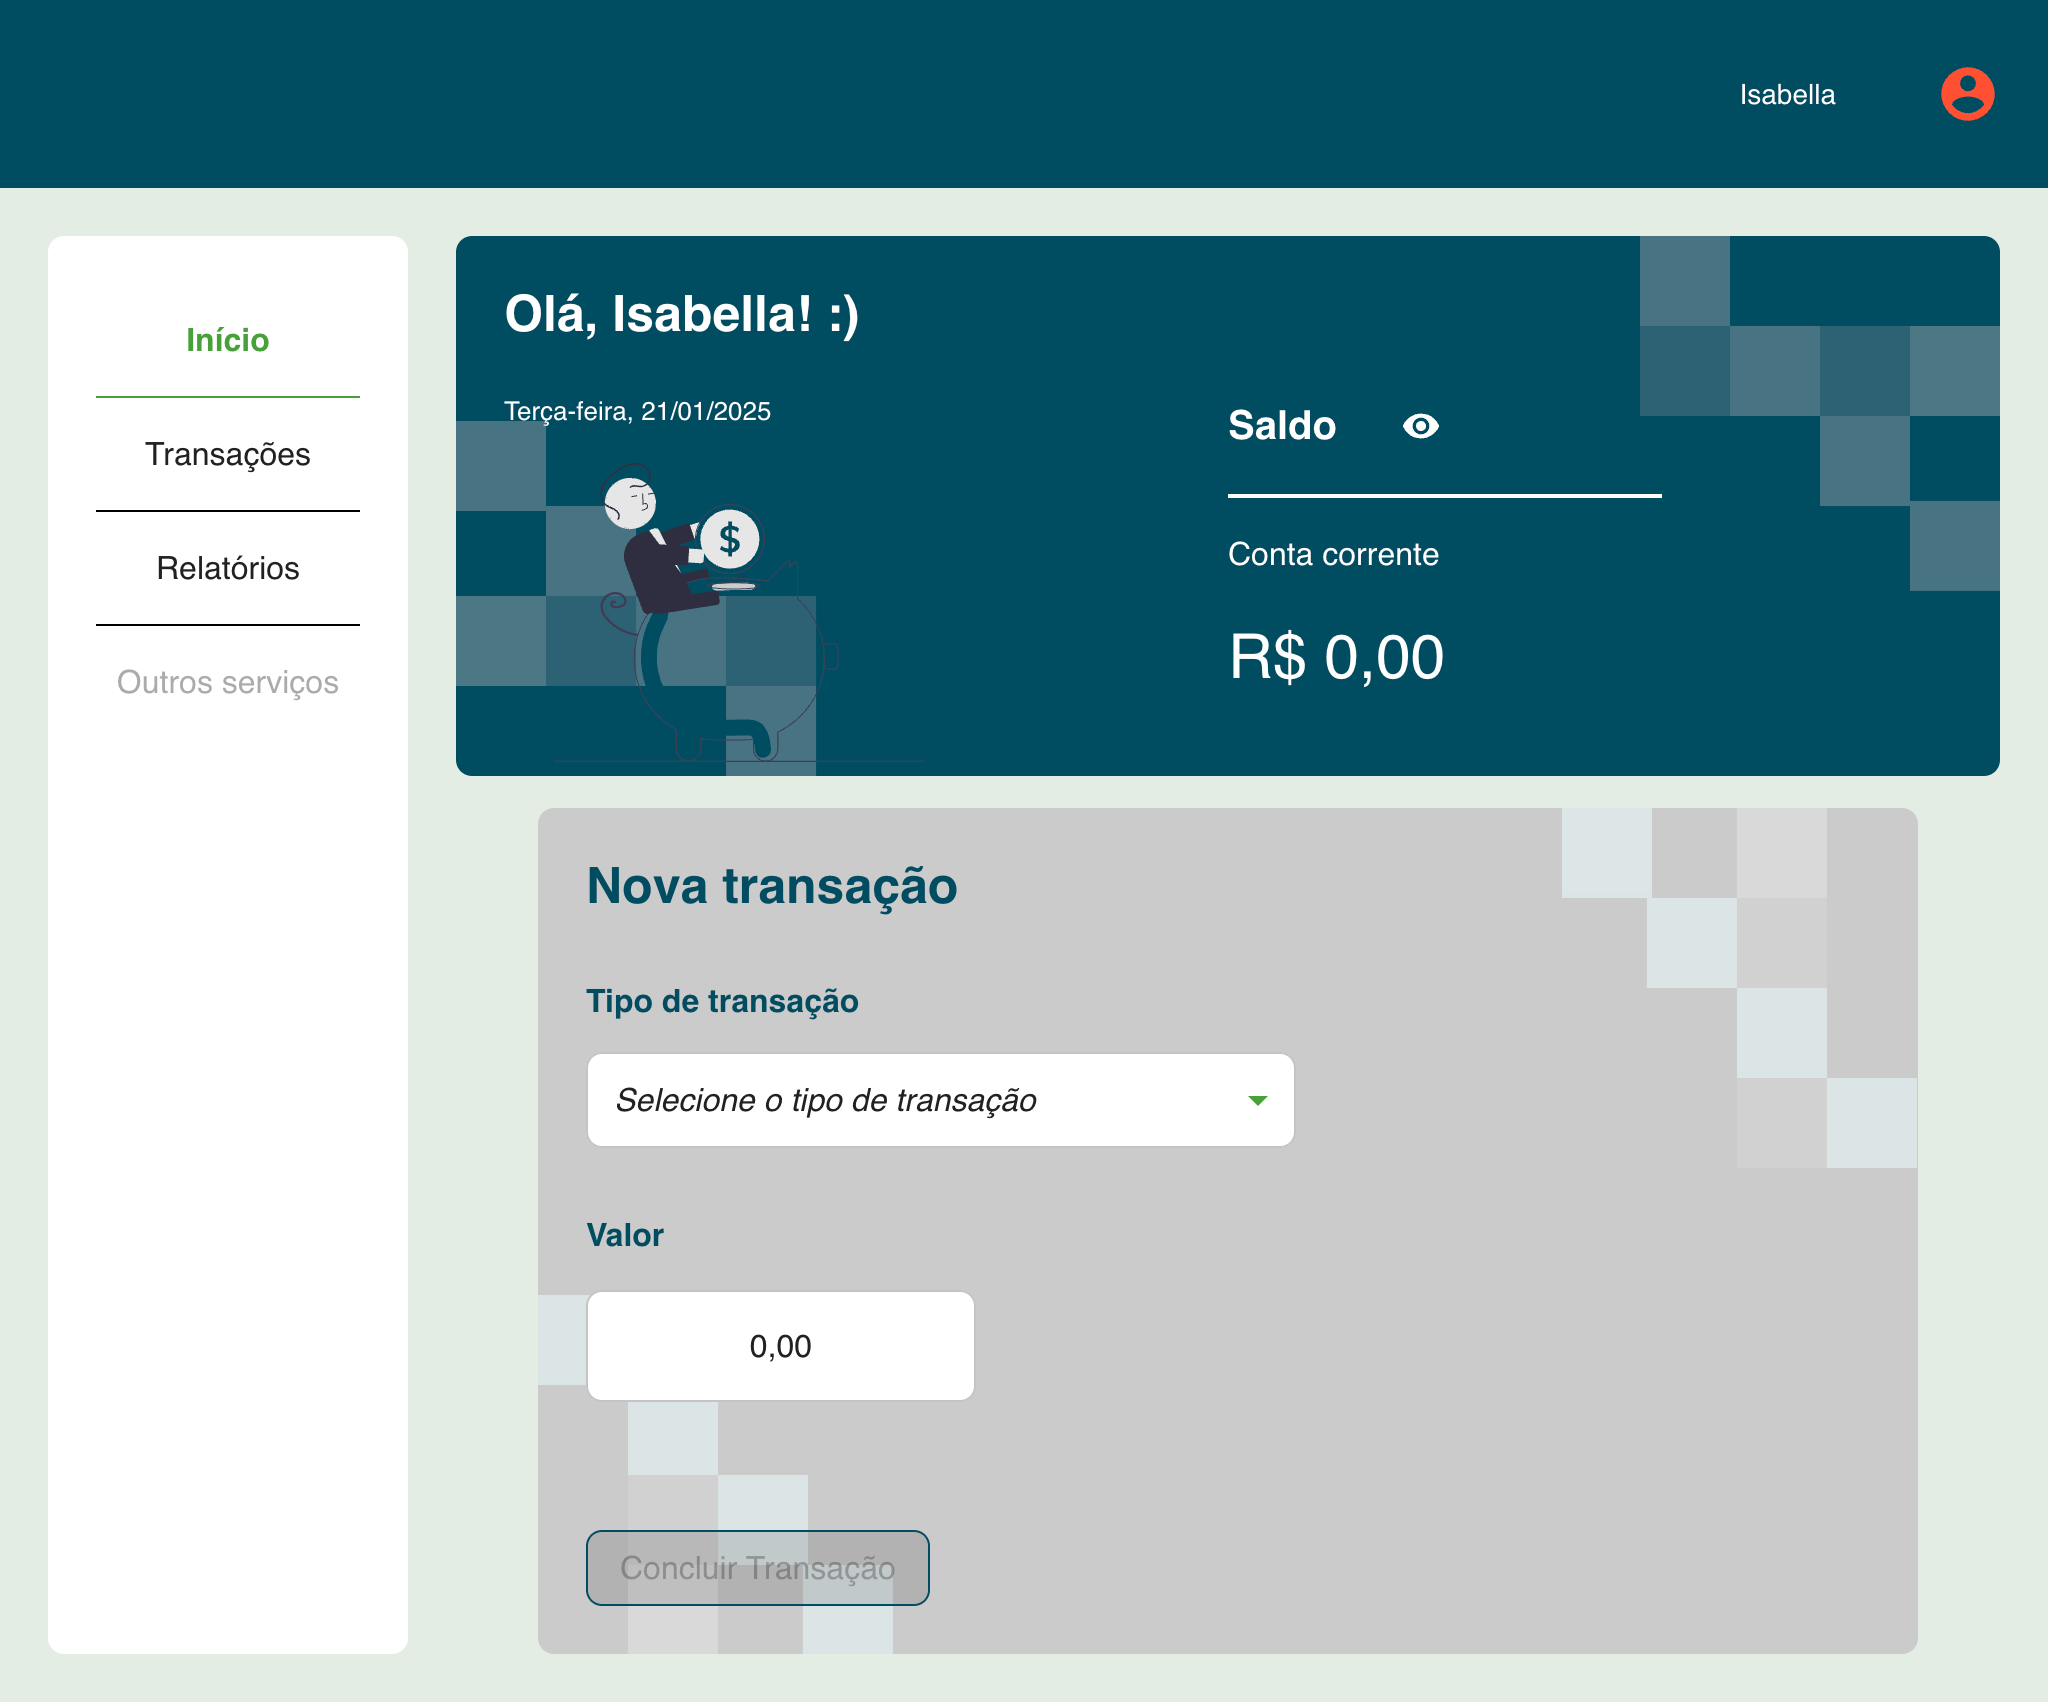 Isabella
Início
Transações
Relatórios
Outros serviços
Olá, Isabella! :)
Terça-feira, 21/01/2025
$
Saldo
Conta corrente
R$ 0,00
Nova transação
Tipo de transação
Selecione o tipo de transação
Valor
0,00
Concluir Transação